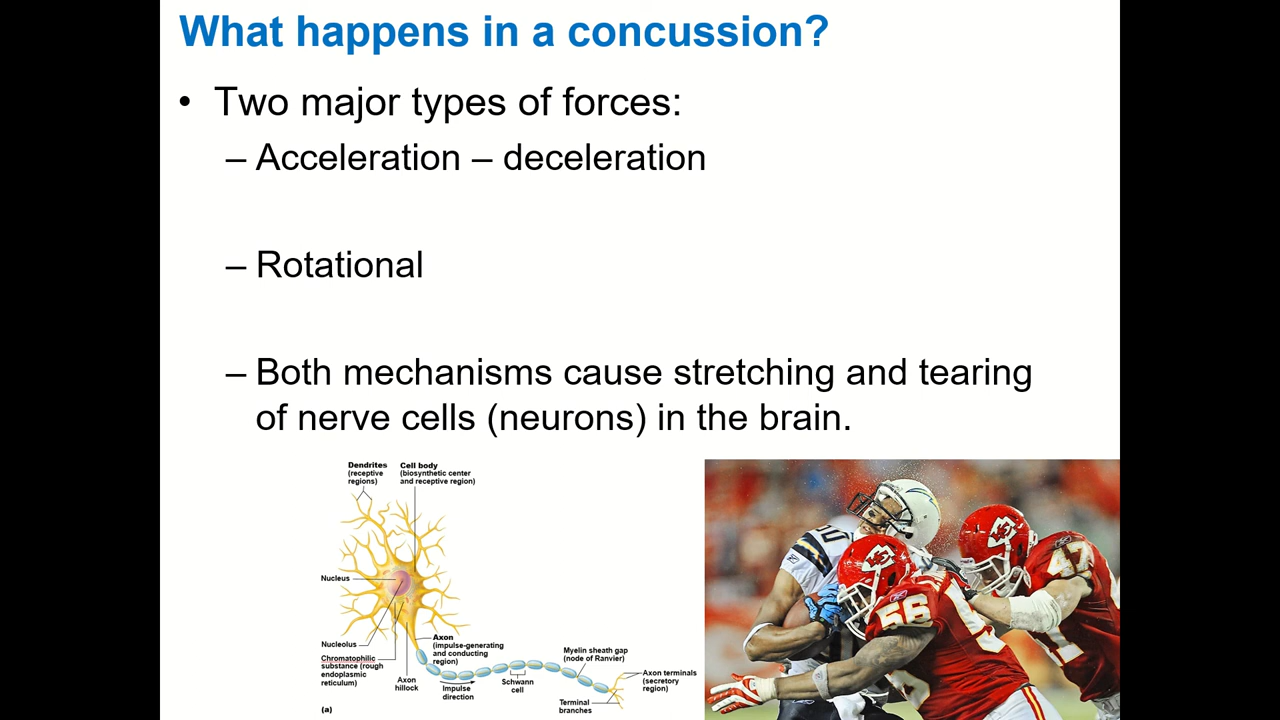 What happens in a concussion?
• Two major types of forces:
– Acceleration – deceleration
– Rotational
– Both mechanisms cause stretching and tearing
of nerve cells (neurons) in the brain.
Dendrites
(receptive
regions)
Cell body
(biosynthetic center
and receptive region)
Nucleus
Nucleolus
Chromatophilic
substance (rough
endoplasmic
reticulum)
Axon
hillock
Axon
(impulse-generating
and conducting
region)
Impulse
direction
Schwann
cell
Myelin sheath gap
(node of Ranvier)
Terminal
branches
Axon terminals
(secretory
region)
(a)
56
47
KC